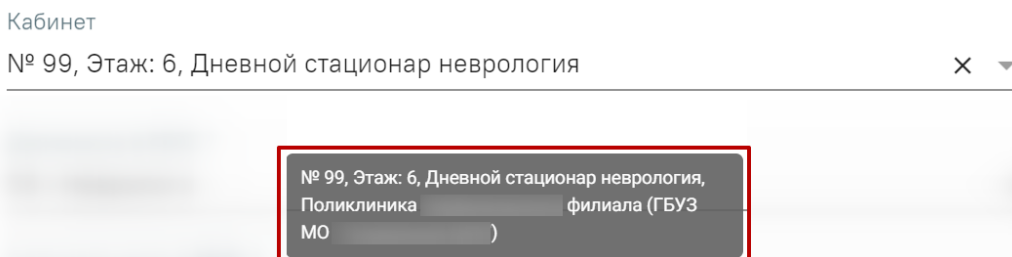 Кабинет
№ 99, Этаж: 6, Дневной стационар неврология
№ 99, Этаж: 6, Дневной стационар неврология,
Поликлиника филиала (ГБУЗ
МО )